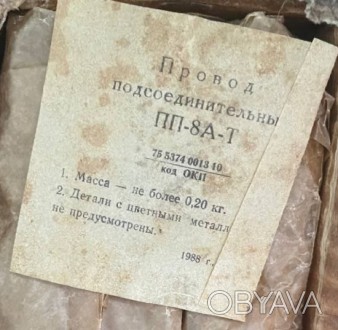 Провод
подсоединительны
ПП-8А-Т
75 5374 0013 10
код ОКП
1. Масса — не более 0,20 кг.
2. Детали с цветными металл
не предусмотрены.
1988 г.
OBYAVA